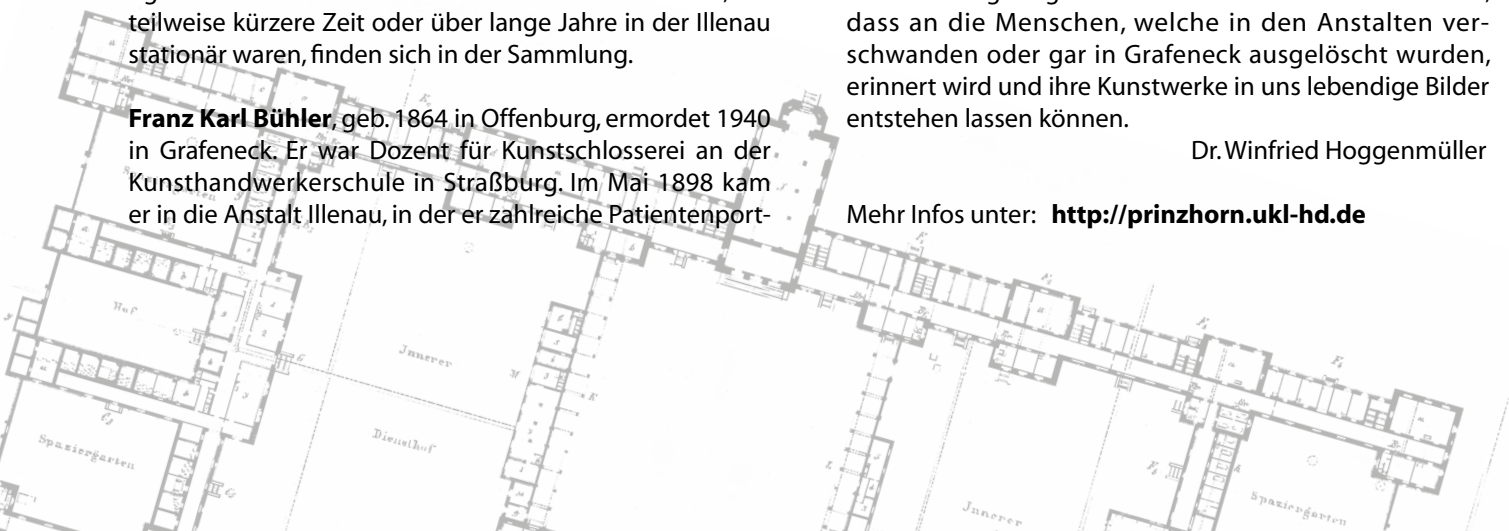 teilweise kürzere Zeit oder über lange Jahre in der Illenau
stationär waren, finden sich in der Sammlung.
Franz Karl Bühler, geb. 1864 in Offenburg, ermordet 1940
in Grafeneck. Er war Dozent für Kunstschlosserei an der
Kunsthandwerkerschule in Straßburg. Im Mai 1898 kam
er in die Anstalt Illenau, in der er zahlreiche Patientenport-
dass an die Menschen, welche in den Anstalten ver-
schwanden oder gar in Grafeneck ausgelöscht wurden,
erinnert wird und ihre Kunstwerke in uns lebendige Bilder
entstehen lassen können.
Dr. Winfried Hoggenmüller
Mehr Infos unter: http://prinzhorn.ukl-hd.de
Hof
Innerer
Diensthof
Spaziergarten
Innerer
Spaziergarten